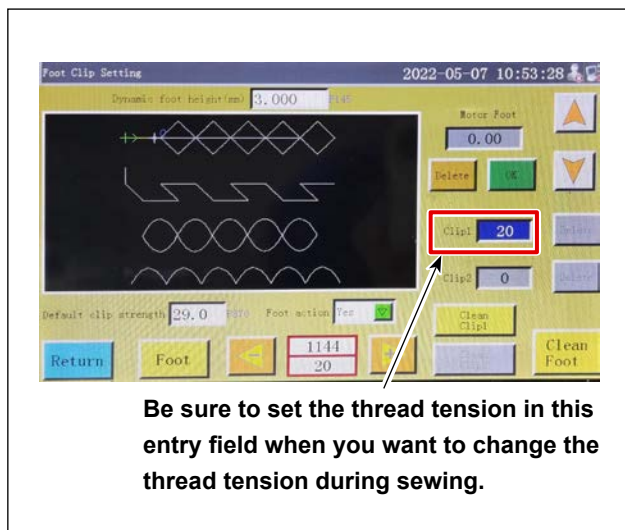 Foot Clip Setting
2022-05-07 10:53:28
Dynamic foot height(mm) 3.000 P145
Motor Foot
0.00
Delete OK
Clip1 20 Delete
Clip2 0 Delete
Default clip strength 29.0 Foot action Yes
Clean
Clip1
Return Foot
1144
20
Clean
Foot
Be sure to set the thread tension in this
entry field when you want to change the
thread tension during sewing.